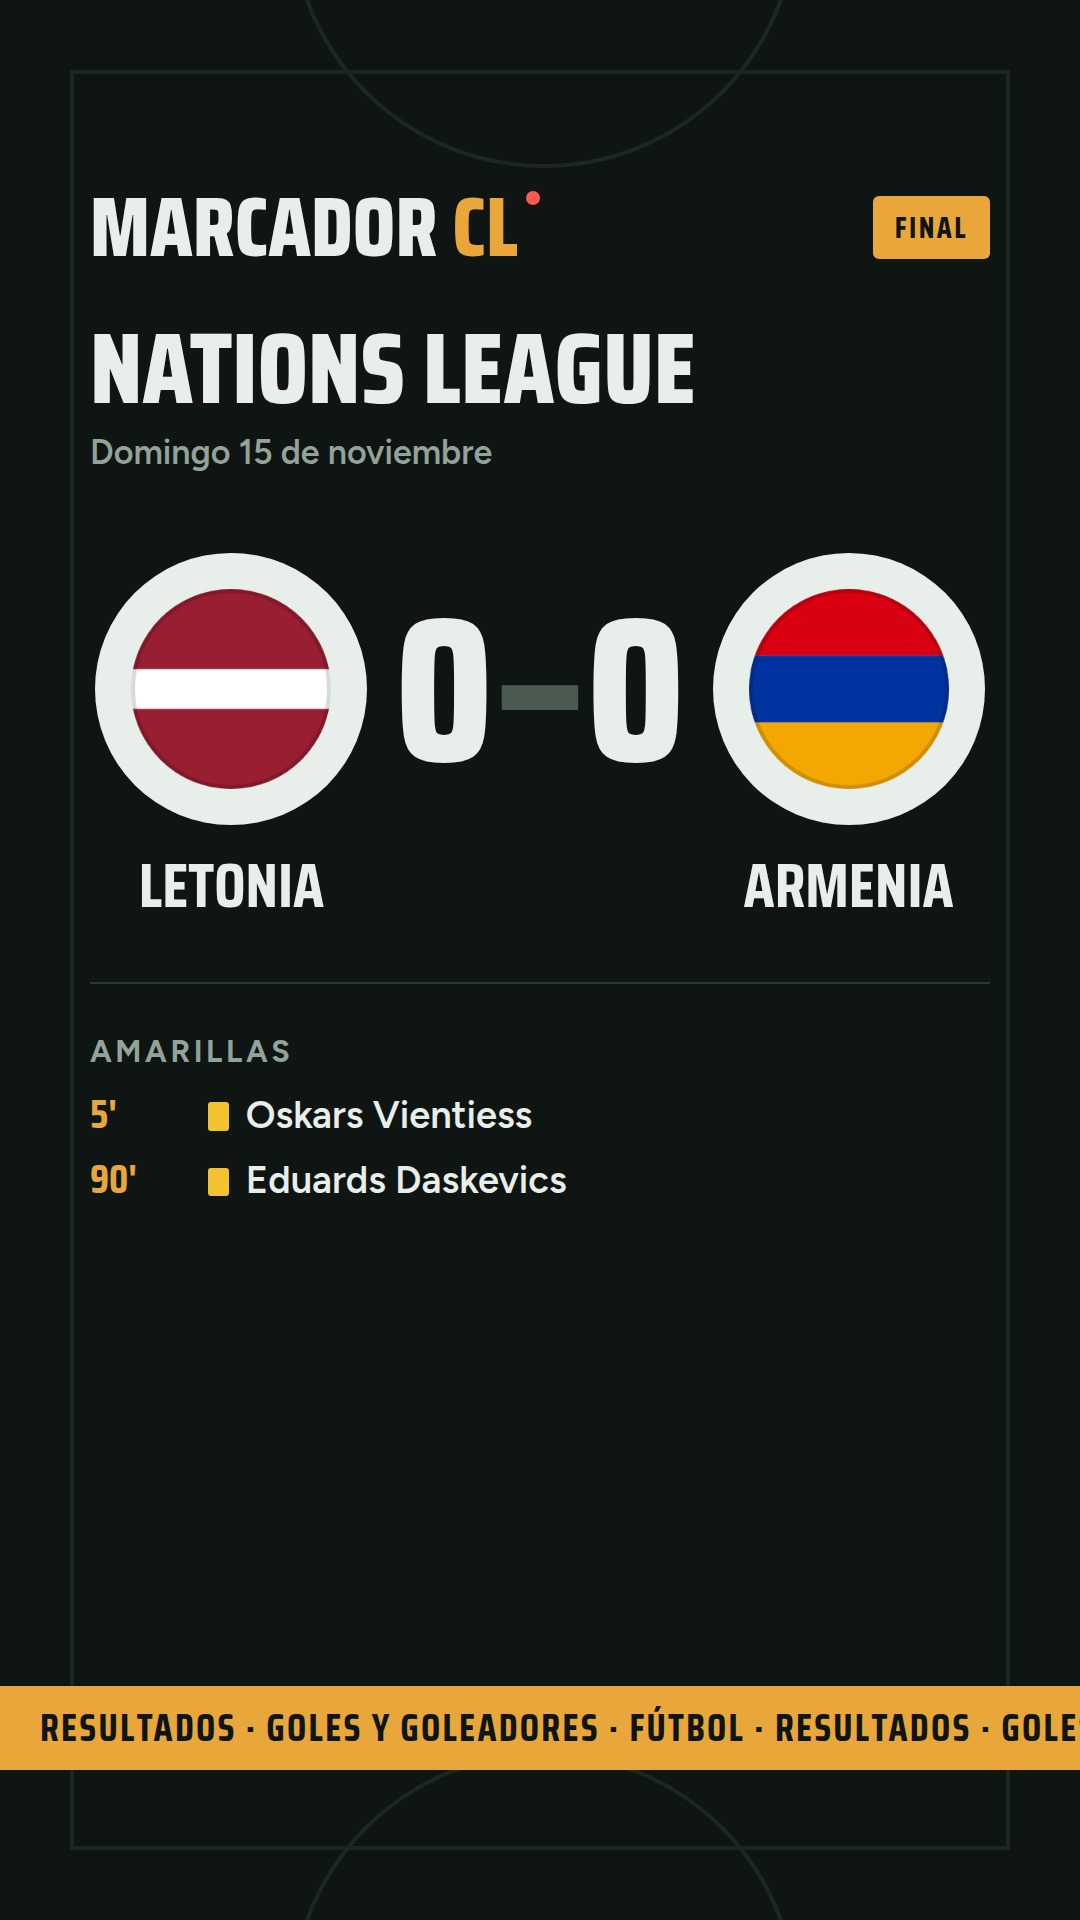 MARCADOR CL
FINAL
NATIONS LEAGUE
Domingo 15 de noviembre
0-0
LETONIA
ARMENIA
AMARILLAS
5' Oskars Vientiess
90' Eduards Daskevics
RESULTADOS · GOLES Y GOLEADORES · FÚTBOL · RESULTADOS · GOLES